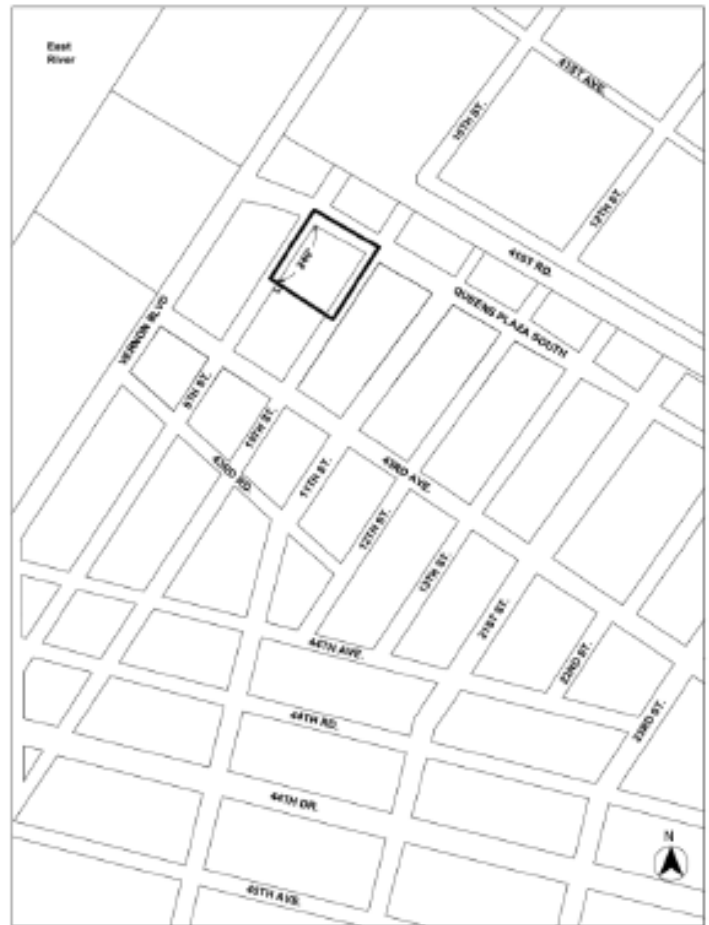 East
River
41ST AVE.
10TH ST.
12TH ST.
41ST RD.
240'
QUEENS PLAZA SOUTH
VERNON BLVD
9TH ST.
10TH ST.
43RD RD.
11TH ST.
43RD AVE.
12TH ST.
13TH ST.
21ST ST.
22ND ST.
23RD ST.
44TH AVE.
44TH RD.
44TH DR.
45TH AVE.
N